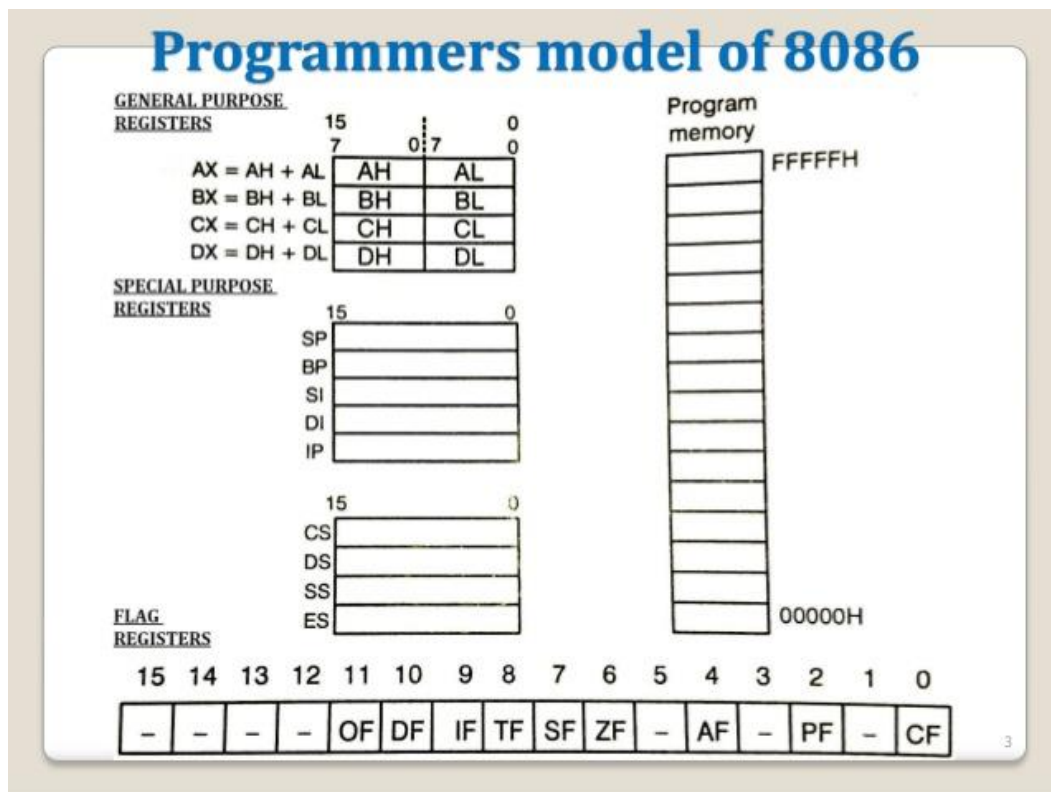 Programmers model of 8086
GENERAL PURPOSE
REGISTERS
15 0
7 0 7 0
AX = AH + AL AH AL
BX = BH + BL BH BL
CX = CH + CL CH CL
DX = DH + DL DH DL
SPECIAL PURPOSE
REGISTERS
15 0
SP
BP
SI
DI
IP
15 0
CS
DS
SS
ES
Program
memory
FFFFFH
00000H
FLAG
REGISTERS
15 14 13 12 11 10 9 8 7 6 5 4 3 2 1 0
– – – – OF DF IF TF SF ZF – AF – PF – CF
3